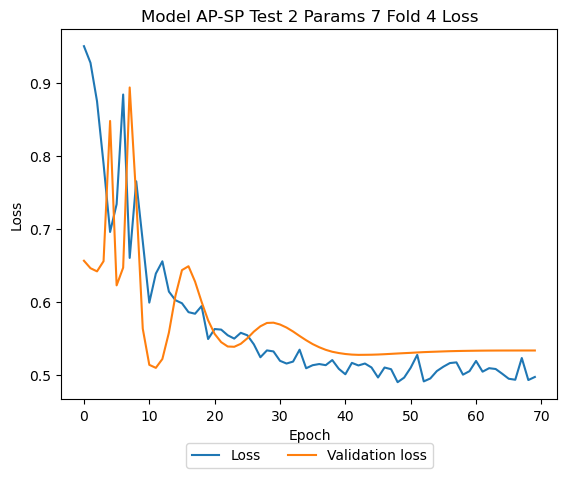 Model AP-SP Test 2 Params 7 Fold 4 Loss
Loss
0.9
0.8
0.7
0.6
0.5
0 10 20 30 40 50 60 70
Epoch
Loss Validation loss